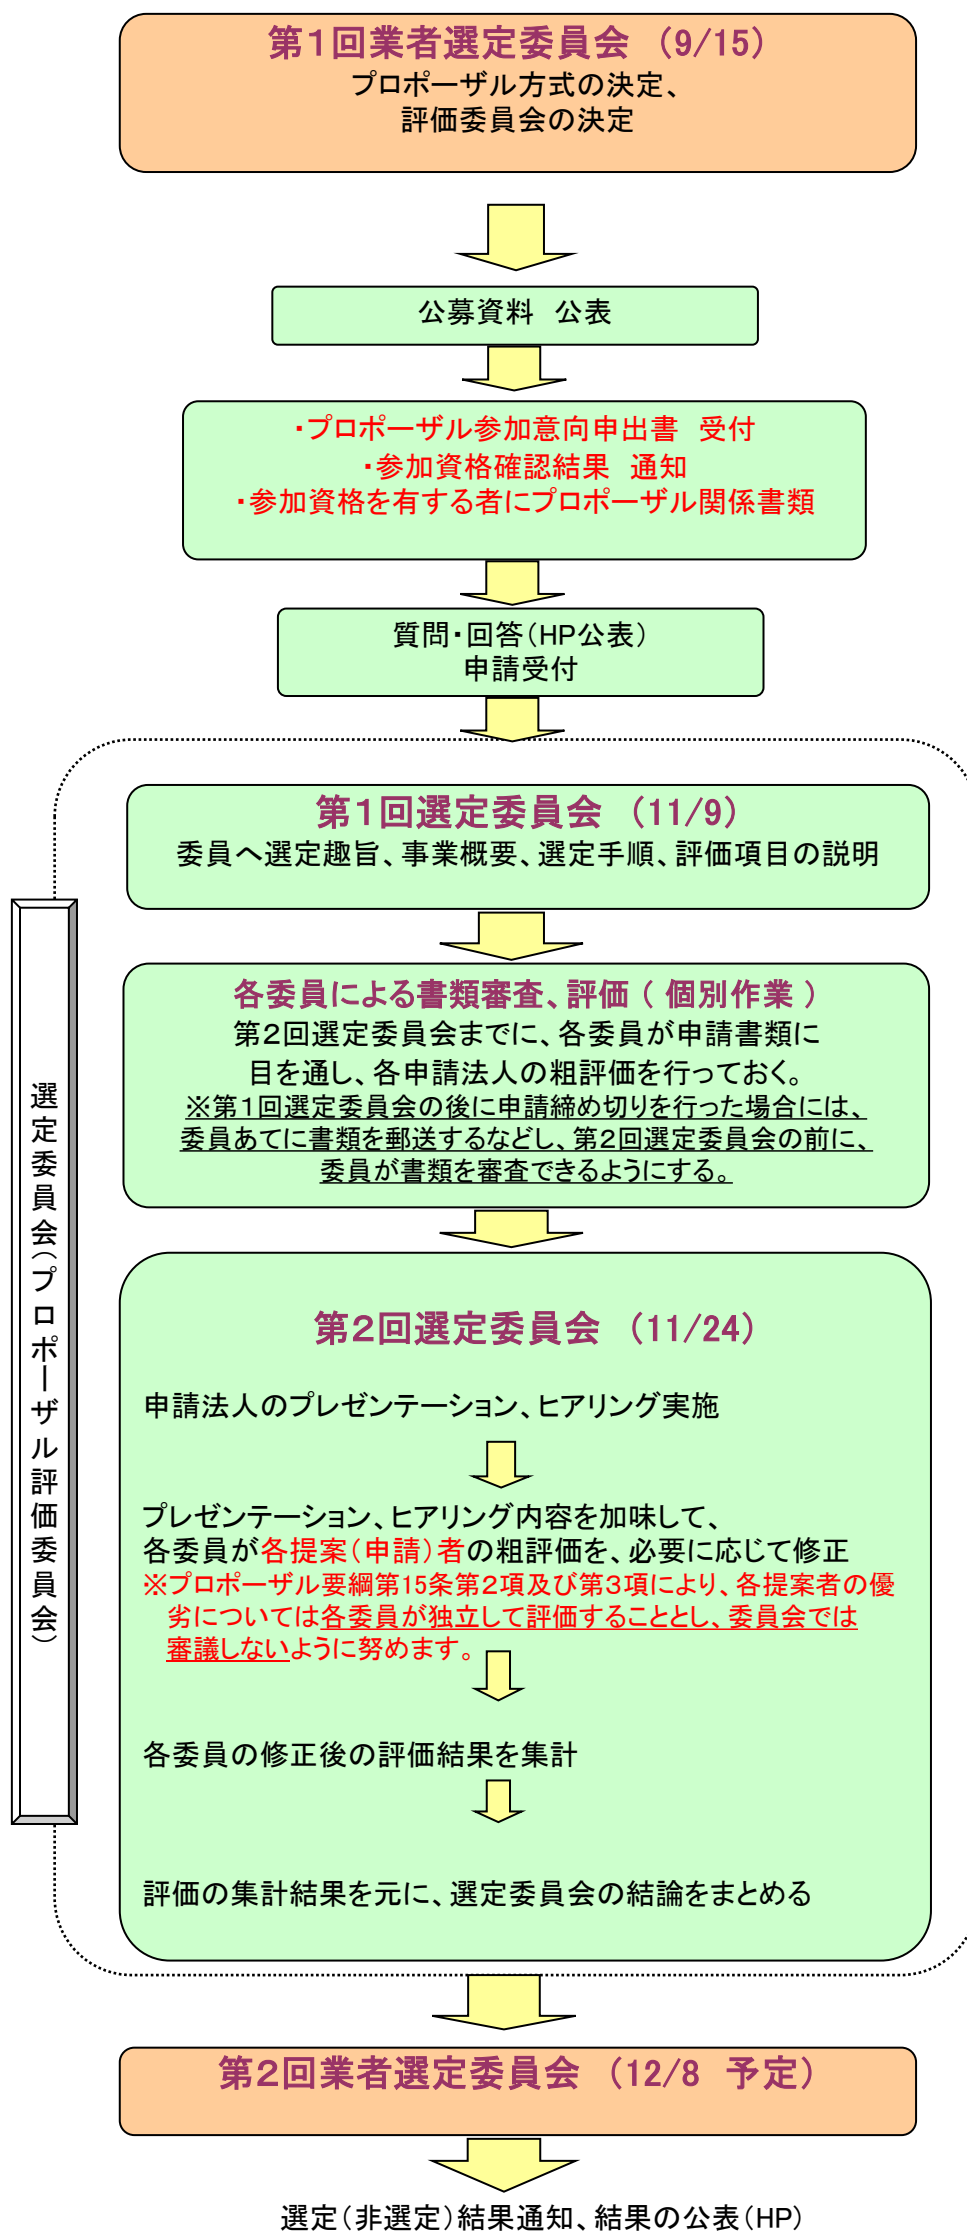 第１回業者選定委員会 （9/15）
プロポーザル方式の決定、
評価委員会の決定
公募資料　公表
・プロポーザル参加意向申出書　受付
・参加資格確認結果　通知
・参加資格を有する者にプロポーザル関係書類
質問・回答（HP公表）
申請受付
選定委員会（プロポーザル評価委員会）
第１回選定委員会 （11/9）
委員へ選定趣旨、事業概要、選定手順、評価項目の説明
各委員による書類審査、評価（ 個別作業 ）
第２回選定委員会までに、各委員が申請書類に
目を通し、各申請法人の粗評価を行っておく。
※第１回選定委員会の後に申請締め切りを行った場合には、
委員あてに書類を郵送するなどし、第２回選定委員会の前に、
委員が書類を審査できるようにする。
第２回選定委員会 （11/24）
申請法人のプレゼンテーション、ヒアリング実施
プレゼンテーション、ヒアリング内容を加味して、
各委員が各提案（申請）者の粗評価を、必要に応じて修正
※プロポーザル要綱第15条第２項及び第３項により、各提案者の優
劣については各委員が独立して評価することとし、委員会では
審議しないように努めます。
各委員の修正後の評価結果を集計
評価の集計結果を元に、選定委員会の結論をまとめる
第２回業者選定委員会 （12/8　予定）
選定（非選定）結果通知、結果の公表（HP）